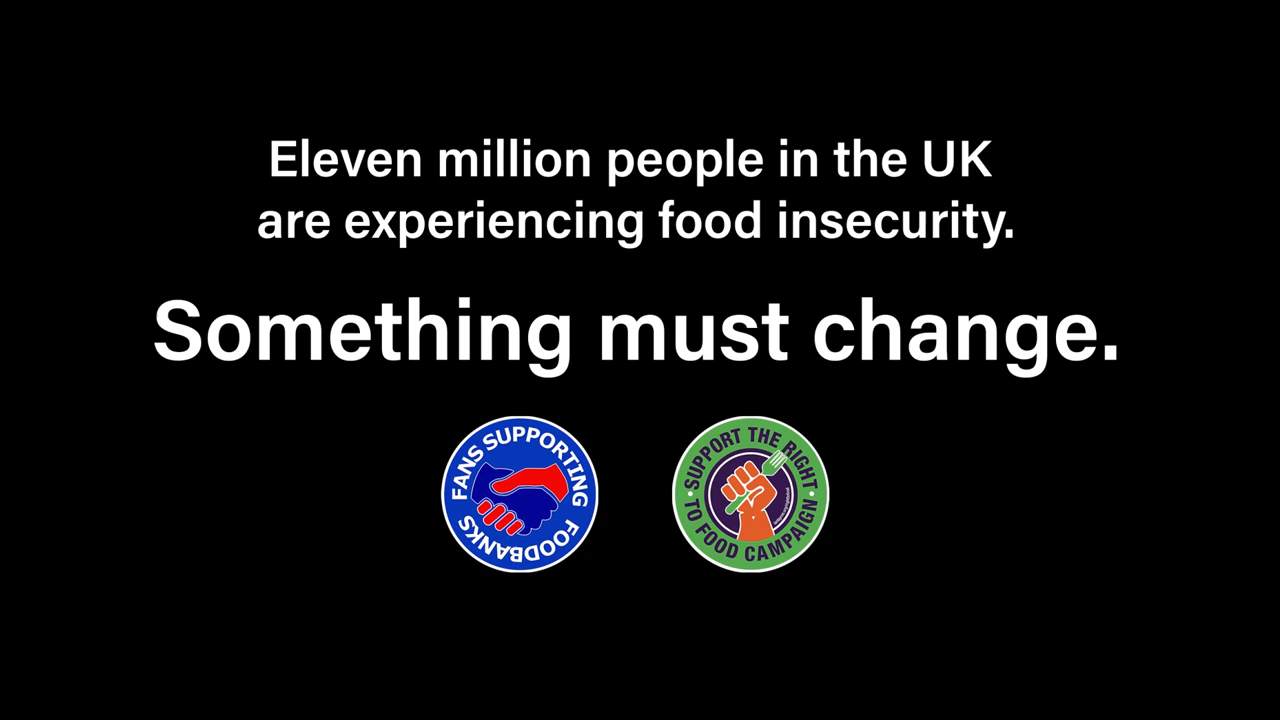 Eleven million people in the UK
are experiencing food insecurity.
Something must change.
FANS SUPPORTING FOODBANKS
SUPPORT THE RIGHT
TO FOOD CAMPAIGN